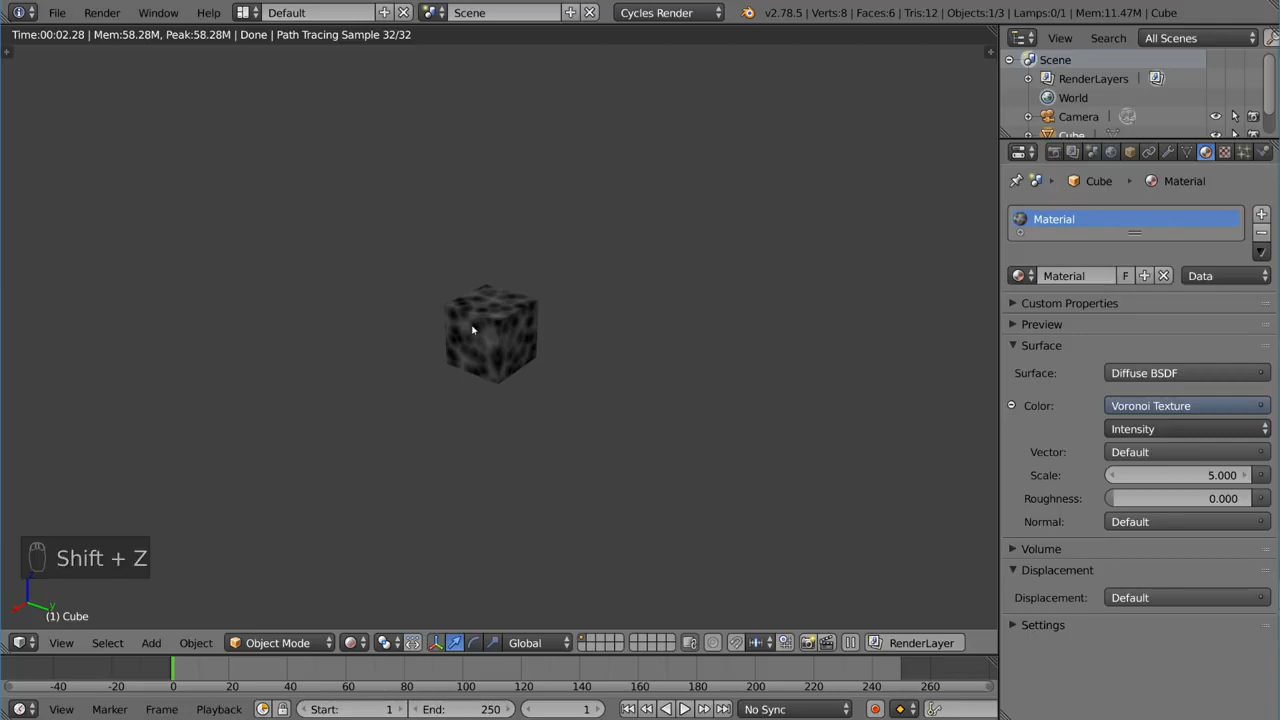 File Render Window Help Default Scene Cycles Render v2.78.5 | Verts:8 | Faces:6 | Tris:12 | Objects:1/3 | Lamps:0/1 | Mem:11.47M | Cube
Time:00:02.28 | Mem:58.28M, Peak:58.28M | Done | Path Tracing Sample 32/32
View Search All Scenes
Scene
RenderLayers
World
Camera
Cube
Cube Material
Material
Material F Data
Custom Properties
Preview
Surface
Surface: Diffuse BSDF
Color: Voronoi Texture
Intensity
Vector: Default
Scale: 5.000
Roughness: 0.000
Normal: Default
Volume
Displacement
Displacement: Default
Settings
Shift + Z
z
y
(1) Cube
View Select Add Object Object Mode Global RenderLayer
-40 -20 0 20 40 60 80 100 120 140 160 180 200 220 240 260
View Marker Frame Playback Start: 1 End: 250 1 No Sync